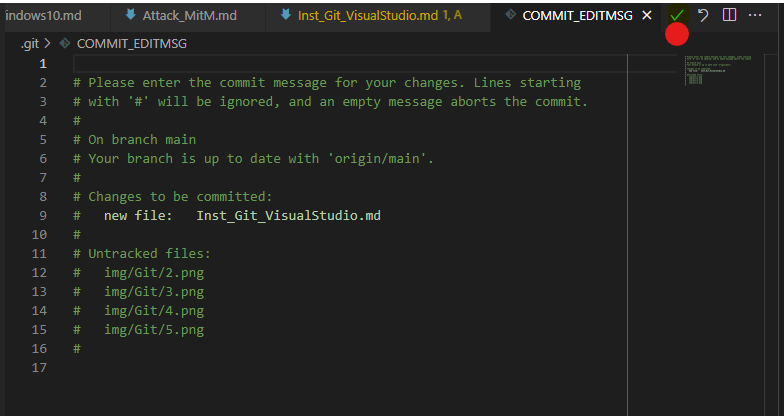 indows10.md Attack_MitM.md Inst_Git_VisualStudio.md 1, A COMMIT_EDITMSG
.git > COMMIT_EDITMSG
1
2 # Please enter the commit message for your changes. Lines starting
3 # with '#' will be ignored, and an empty message aborts the commit.
4 #
5 # On branch main
6 # Your branch is up to date with 'origin/main'.
7 #
8 # Changes to be committed:
9 #   new file:   Inst_Git_VisualStudio.md
10 #
11 # Untracked files:
12 #   img/Git/2.png
13 #   img/Git/3.png
14 #   img/Git/4.png
15 #   img/Git/5.png
16 #
17